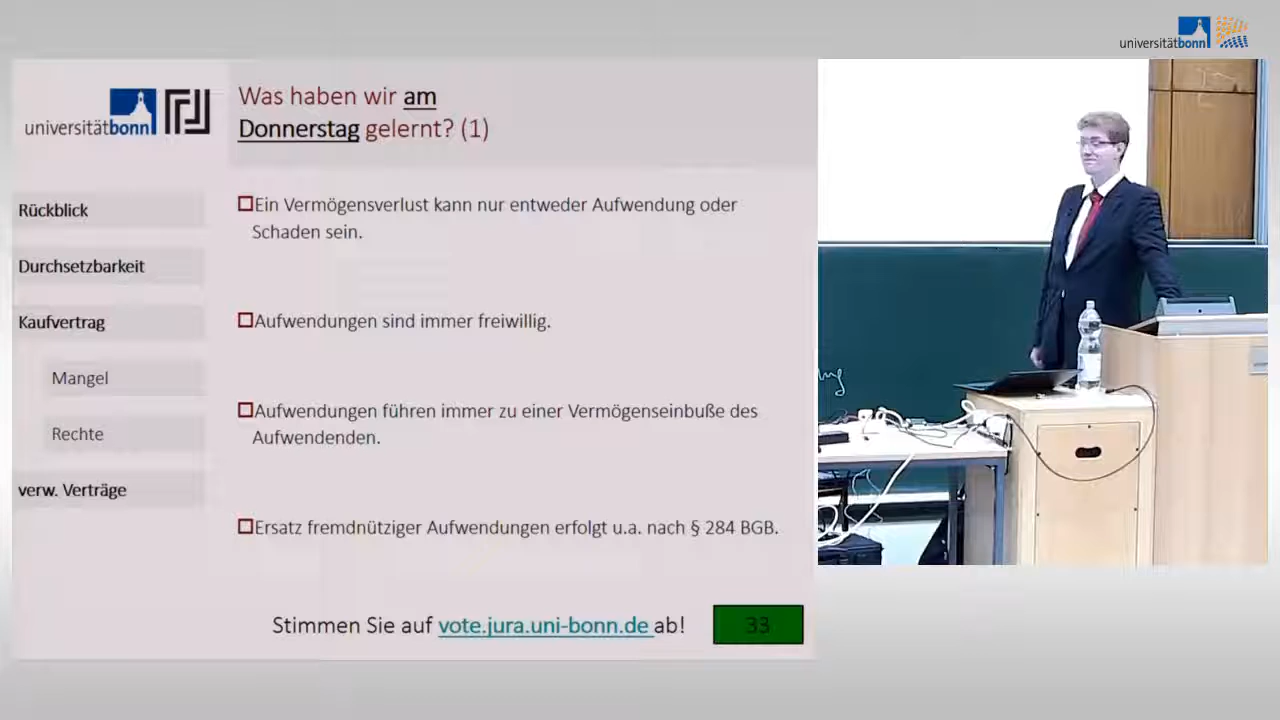 universitätbonn
universitätbonn
Was haben wir am
Donnerstag gelernt? (1)
Rückblick
Durchsetzbarkeit
Kaufvertrag
Mangel
Rechte
verw. Verträge
Ein Vermögensverlust kann nur entweder Aufwendung oder
Schaden sein.
Aufwendungen sind immer freiwillig.
Aufwendungen führen immer zu einer Vermögenseinbuße des
Aufwendenden.
Ersatz fremdnütziger Aufwendungen erfolgt u.a. nach § 284 BGB.
Stimmen Sie auf vote.jura.uni-bonn.de ab!
33